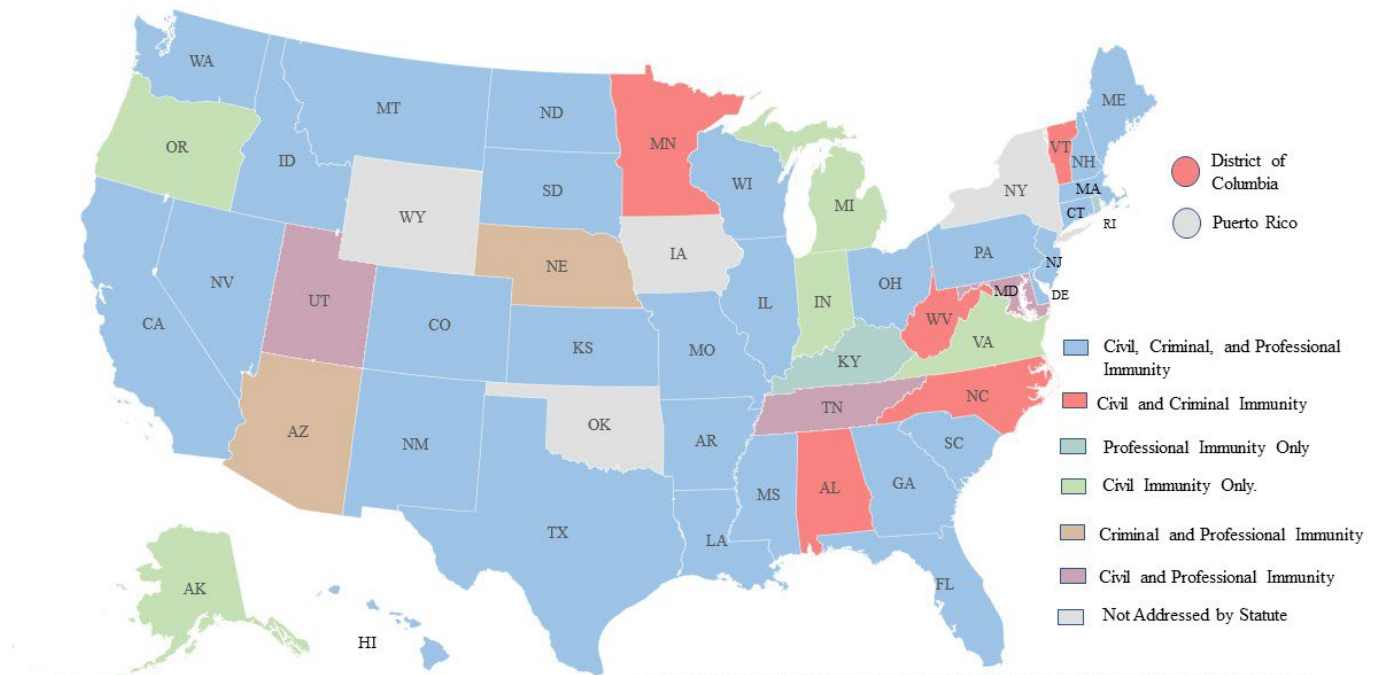 WA
MT
ND
MN
ME
OR
ID
SD
WI
VT
NH
NY
MA
CT
RI
MI
WY
IA
PA
NJ
NE
NV
UT
IL
IN
OH
MD
DE
WV
CA
CO
KS
MO
KY
VA
TN
NC
AZ
NM
OK
AR
SC
MS
AL
GA
TX
LA
FL
AK
HI
District of
Columbia
Puerto Rico
Civil, Criminal, and Professional
Immunity
Civil and Criminal Immunity
Professional Immunity Only
Civil Immunity Only.
Criminal and Professional Immunity
Civil and Professional Immunity
Not Addressed by Statute